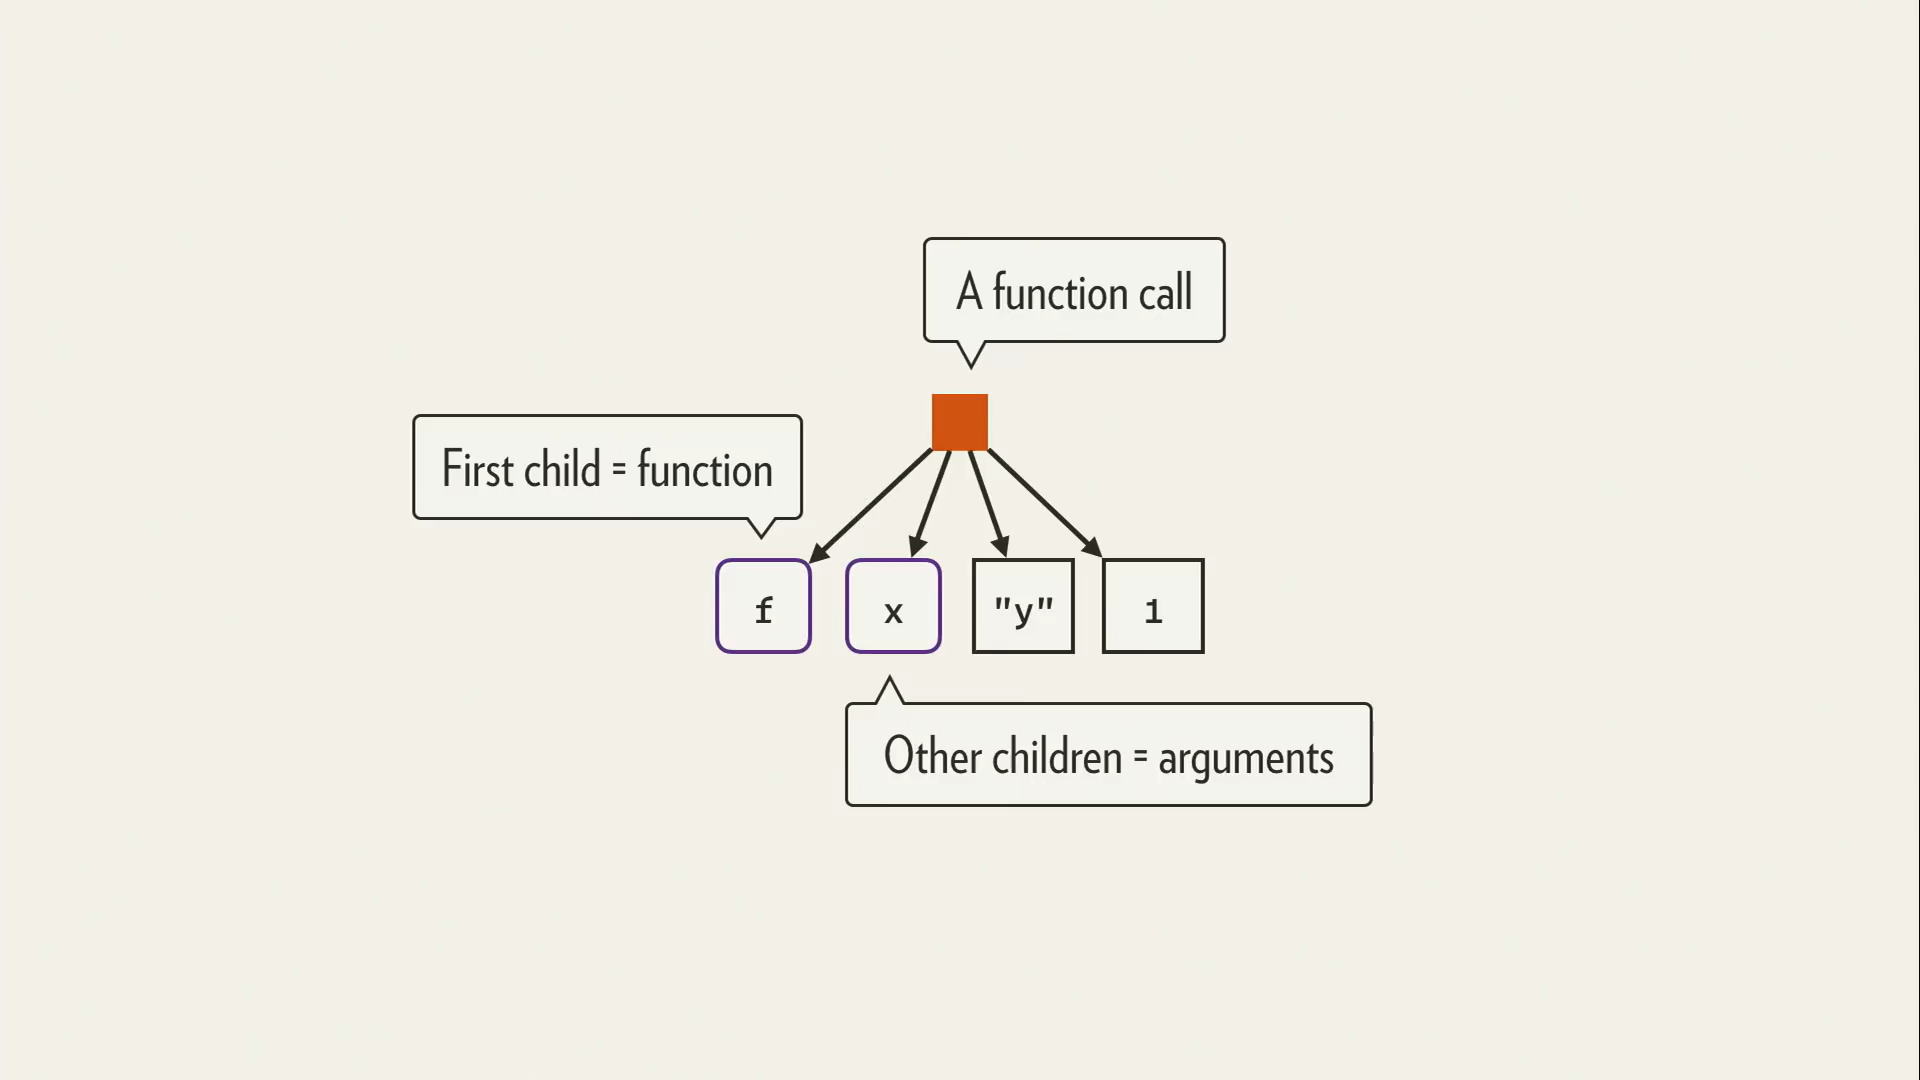 A function call
First child = function
f
x
"y"
1
Other children = arguments